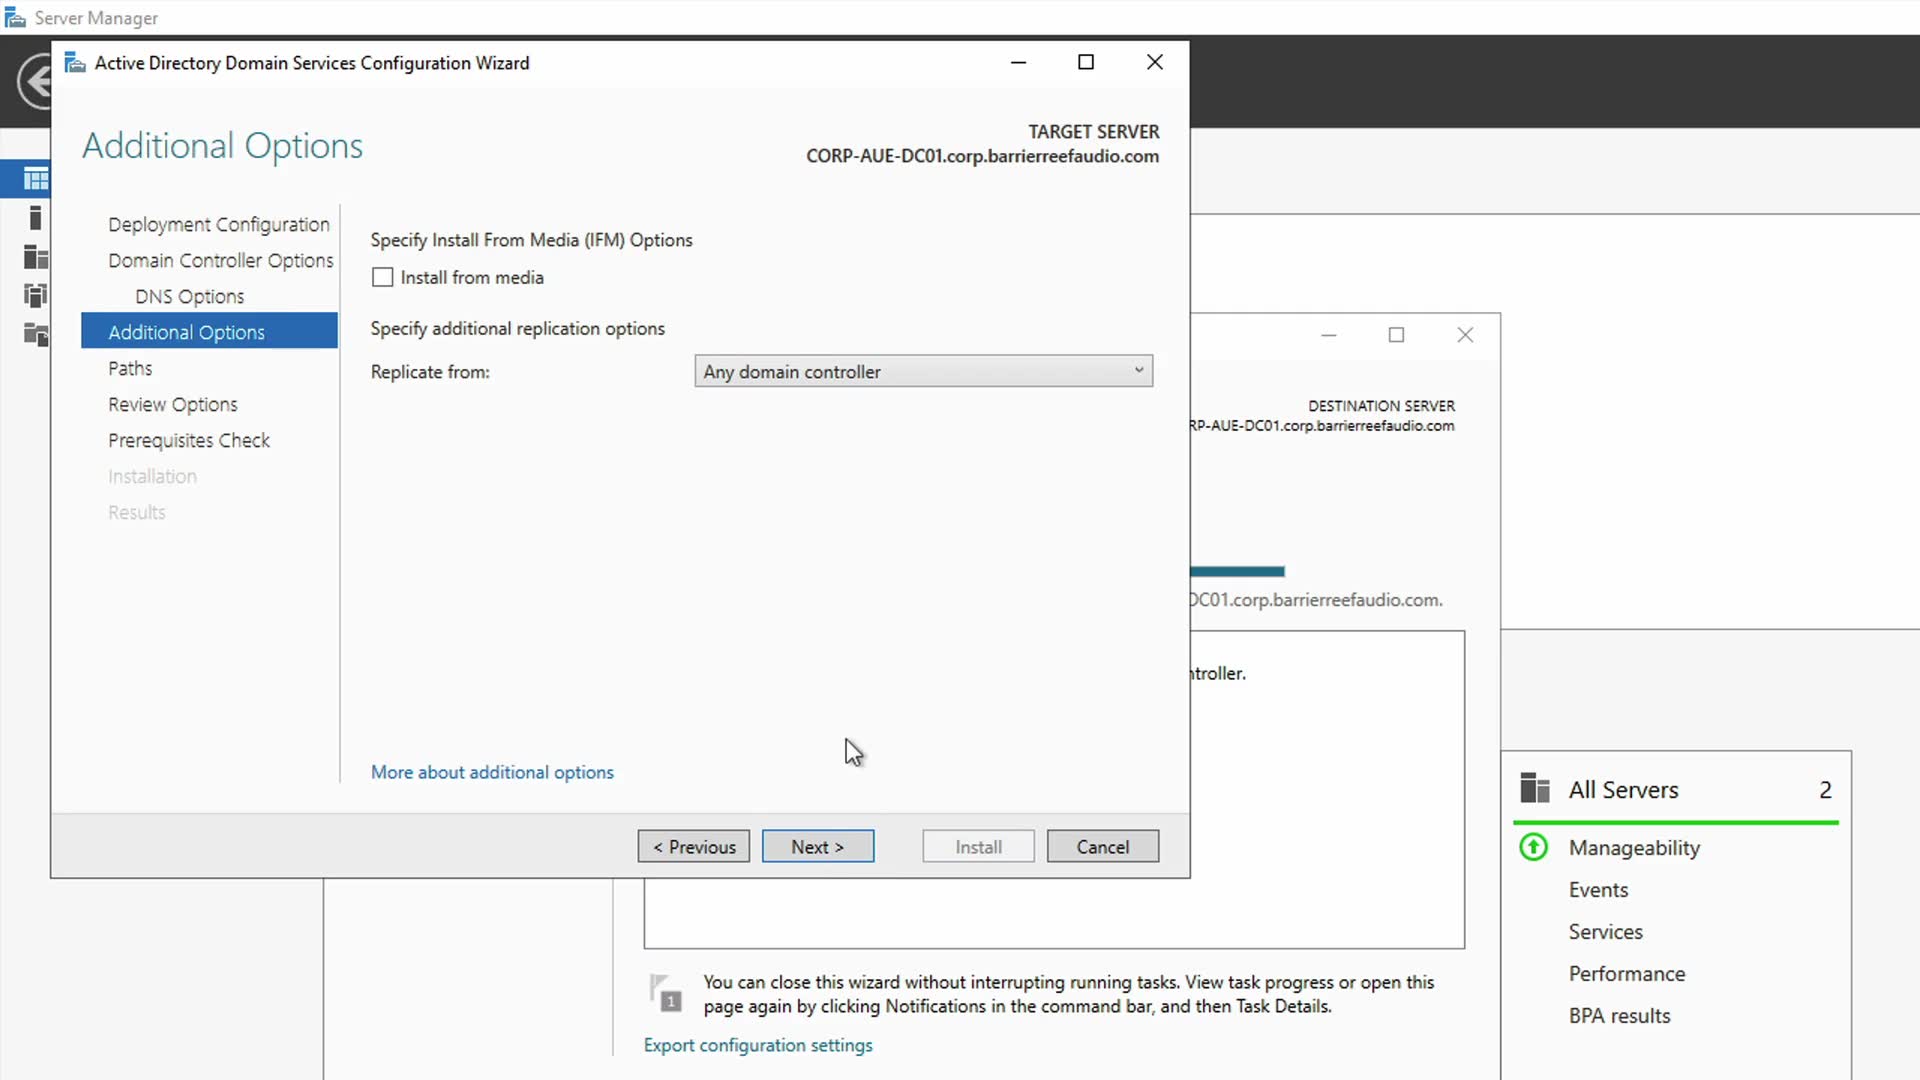 Server Manager
Active Directory Domain Services Configuration Wizard
Additional Options
TARGET SERVER
CORP-AUE-DC01.corp.barrierreefaudio.com
Deployment Configuration
Domain Controller Options
DNS Options
Additional Options
Paths
Review Options
Prerequisites Check
Installation
Results
Specify Install From Media (IFM) Options
Install from media
Specify additional replication options
Replicate from:
Any domain controller
More about additional options
< Previous
Next >
Install
Cancel
DESTINATION SERVER
RP-AUE-DC01.corp.barrierreefaudio.com
DC01.corp.barrierreefaudio.com.
ntroller.
1
You can close this wizard without interrupting running tasks. View task progress or open this
page again by clicking Notifications in the command bar, and then Task Details.
Export configuration settings
All Servers 2
Manageability
Events
Services
Performance
BPA results